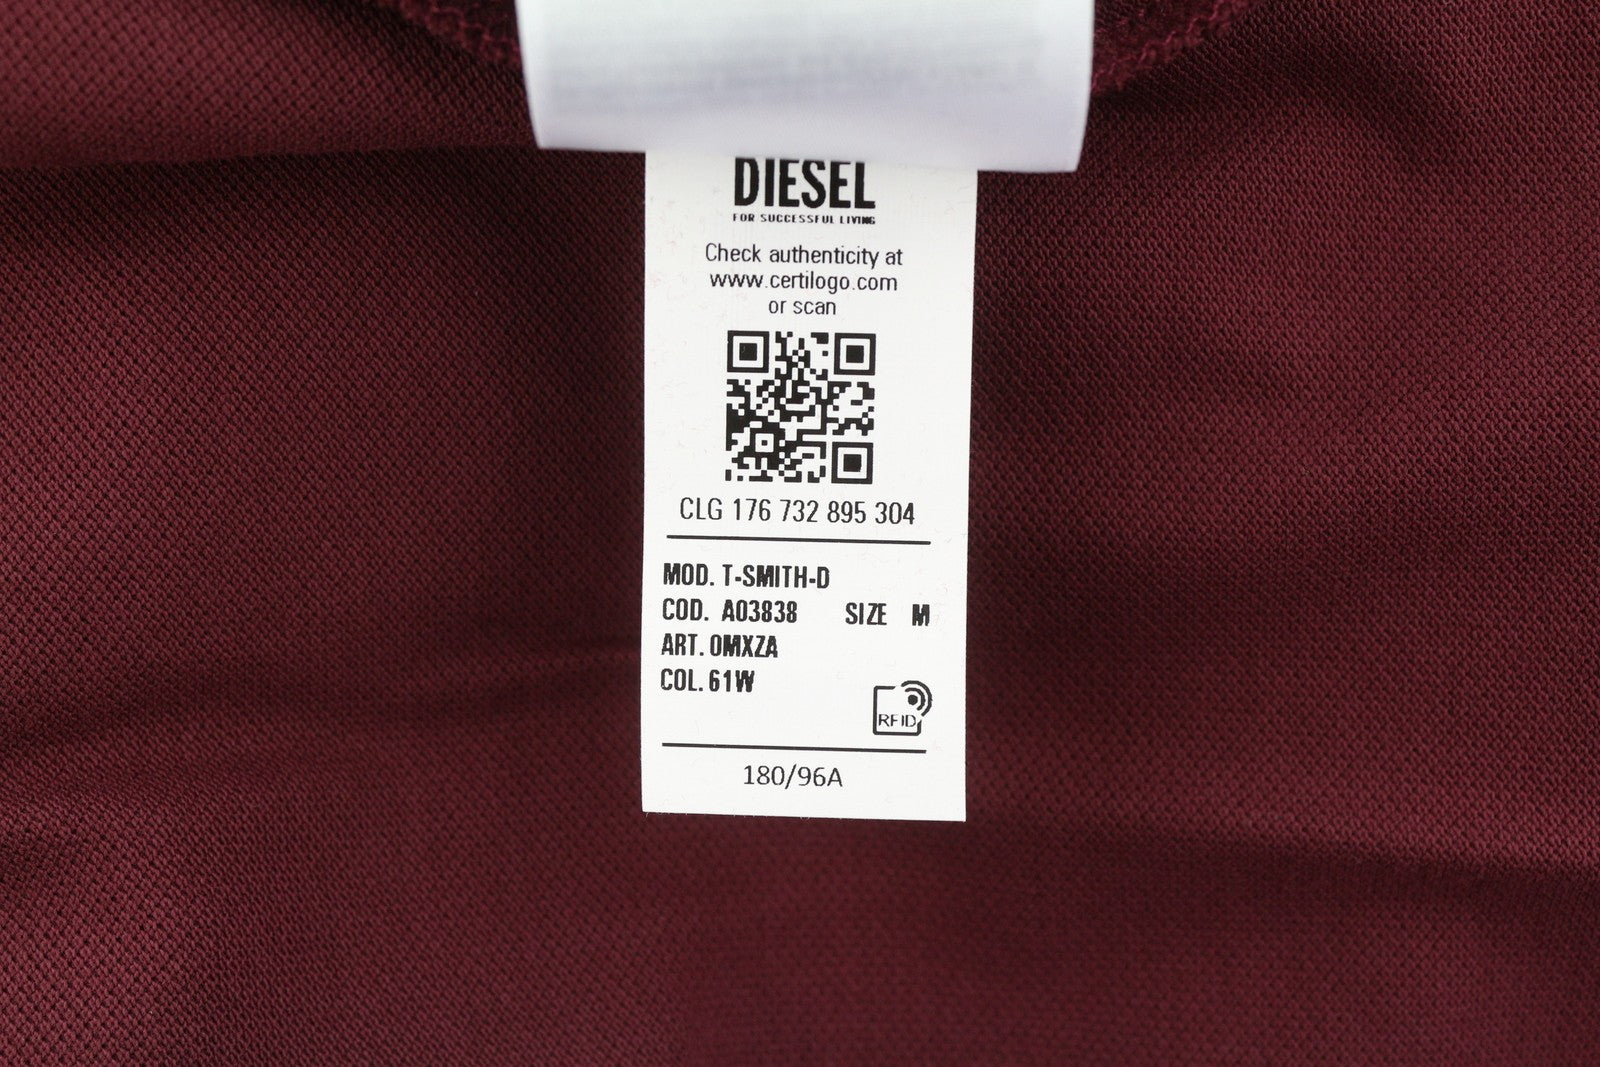 DIESEL
FOR SUCCESSFUL LIVING
Check authenticity at
www.certilogo.com
or scan
CLG 176 732 895 304
MOD. T-SMITH-D
COD. A03838 SIZE M
ART. 0MXZA
COL. 61W
RFID
180/96A